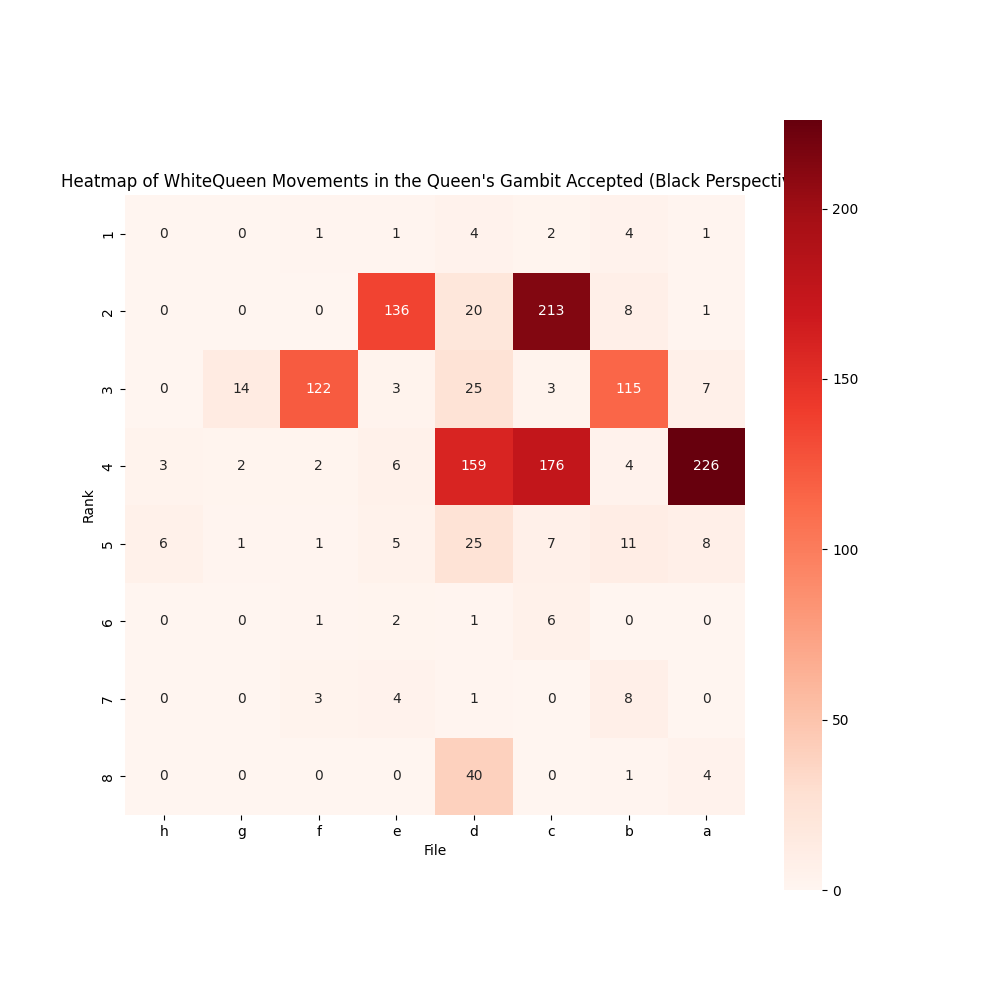 Heatmap of WhiteQueen Movements in the Queen's Gambit Accepted (Black Perspectiv
1 0 0 1 1 4 2 4 1
2 0 0 0 136 20 213 8 1
3 0 14 122 3 25 3 115 7
4 3 2 2 6 159 176 4 226
5 6 1 1 5 25 7 11 8
6 0 0 1 2 1 6 0 0
7 0 0 3 4 1 0 8 0
8 0 0 0 0 40 0 1 4
h g f e d c b a
File
Rank
200
150
100
50
0